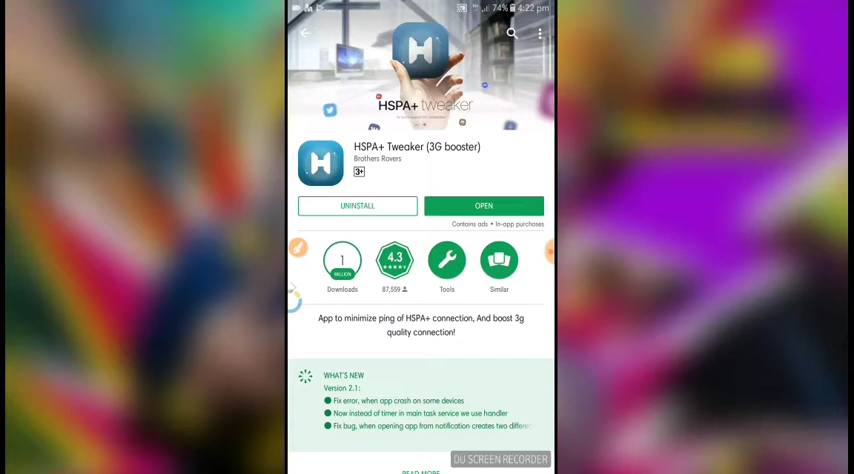 74% 4:22 pm
HSPA+ tweaker
HSPA+ Tweaker (3G booster)
Brothers Rovers
3+
UNINSTALL
OPEN
Contains ads • In-app purchases
1
MILLION
4.3
Downloads
87,559
Tools
Similar
App to minimize ping of HSPA+ connection, And boost 3g
quality connection!
WHAT'S NEW
Version 2.1:
● Fix error, when app crash on some devices
● Now instead of timer in main task service we use handler
● Fix bug, when opening app from notification creates two differe
DU SCREEN RECORDER
READ MORE